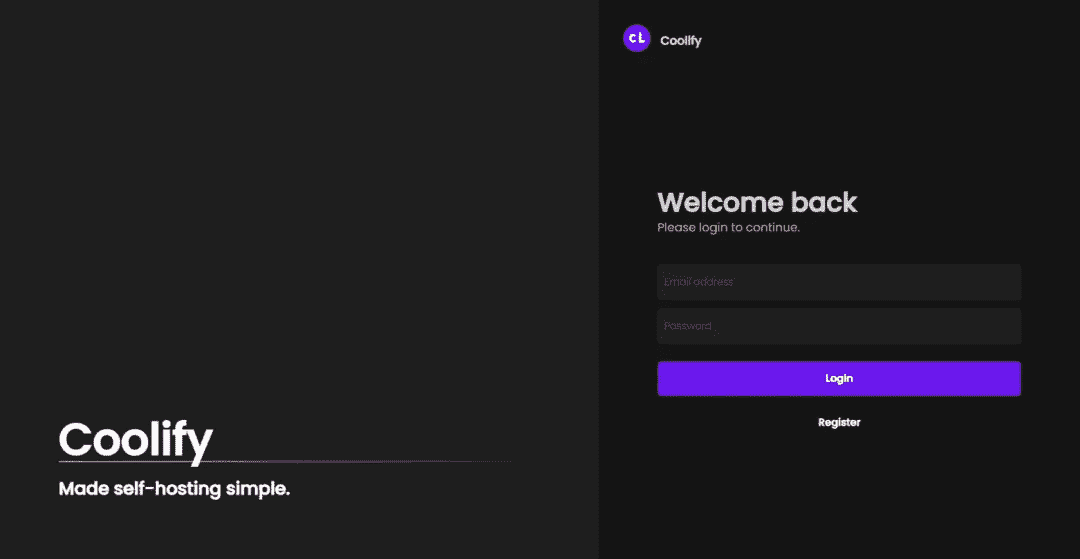 Coolify
Made self-hosting simple.
CL
Coolify
Welcome back
Please login to continue.
Email address
Password
Login
Register